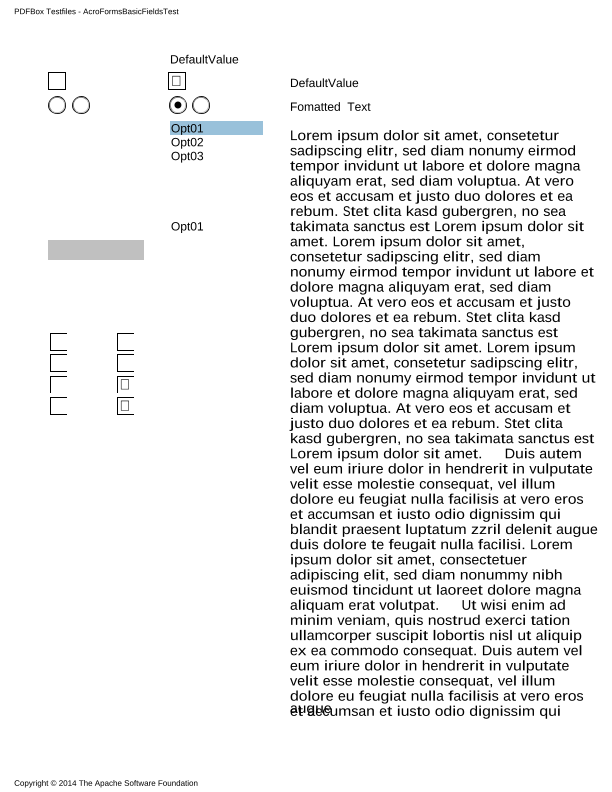 PDFBox Testfiles - AcroFormsBasicFieldsTest
DefaultValue
DefaultValue
Fomatted  Text
Opt01
Opt02
Opt03
Opt01
Lorem ipsum dolor sit amet, consetetur
sadipscing elitr, sed diam nonumy eirmod
tempor invidunt ut labore et dolore magna
aliquyam erat, sed diam voluptua. At vero
eos et accusam et justo duo dolores et ea
rebum. Stet clita kasd gubergren, no sea
takimata sanctus est Lorem ipsum dolor sit
amet. Lorem ipsum dolor sit amet,
consetetur sadipscing elitr, sed diam
nonumy eirmod tempor invidunt ut labore et
dolore magna aliquyam erat, sed diam
voluptua. At vero eos et accusam et justo
duo dolores et ea rebum. Stet clita kasd
gubergren, no sea takimata sanctus est
Lorem ipsum dolor sit amet. Lorem ipsum
dolor sit amet, consetetur sadipscing elitr,
sed diam nonumy eirmod tempor invidunt ut
labore et dolore magna aliquyam erat, sed
diam voluptua. At vero eos et accusam et
justo duo dolores et ea rebum. Stet clita
kasd gubergren, no sea takimata sanctus est
Lorem ipsum dolor sit amet.     Duis autem
vel eum iriure dolor in hendrerit in vulputate
velit esse molestie consequat, vel illum
dolore eu feugiat nulla facilisis at vero eros
et accumsan et iusto odio dignissim qui
blandit praesent luptatum zzril delenit augue
duis dolore te feugait nulla facilisi. Lorem
ipsum dolor sit amet, consectetuer
adipiscing elit, sed diam nonummy nibh
euismod tincidunt ut laoreet dolore magna
aliquam erat volutpat.     Ut wisi enim ad
minim veniam, quis nostrud exerci tation
ullamcorper suscipit lobortis nisl ut aliquip
ex ea commodo consequat. Duis autem vel
eum iriure dolor in hendrerit in vulputate
velit esse molestie consequat, vel illum
dolore eu feugiat nulla facilisis at vero eros
augue
et accumsan et iusto odio dignissim qui
Copyright © 2014 The Apache Software Foundation